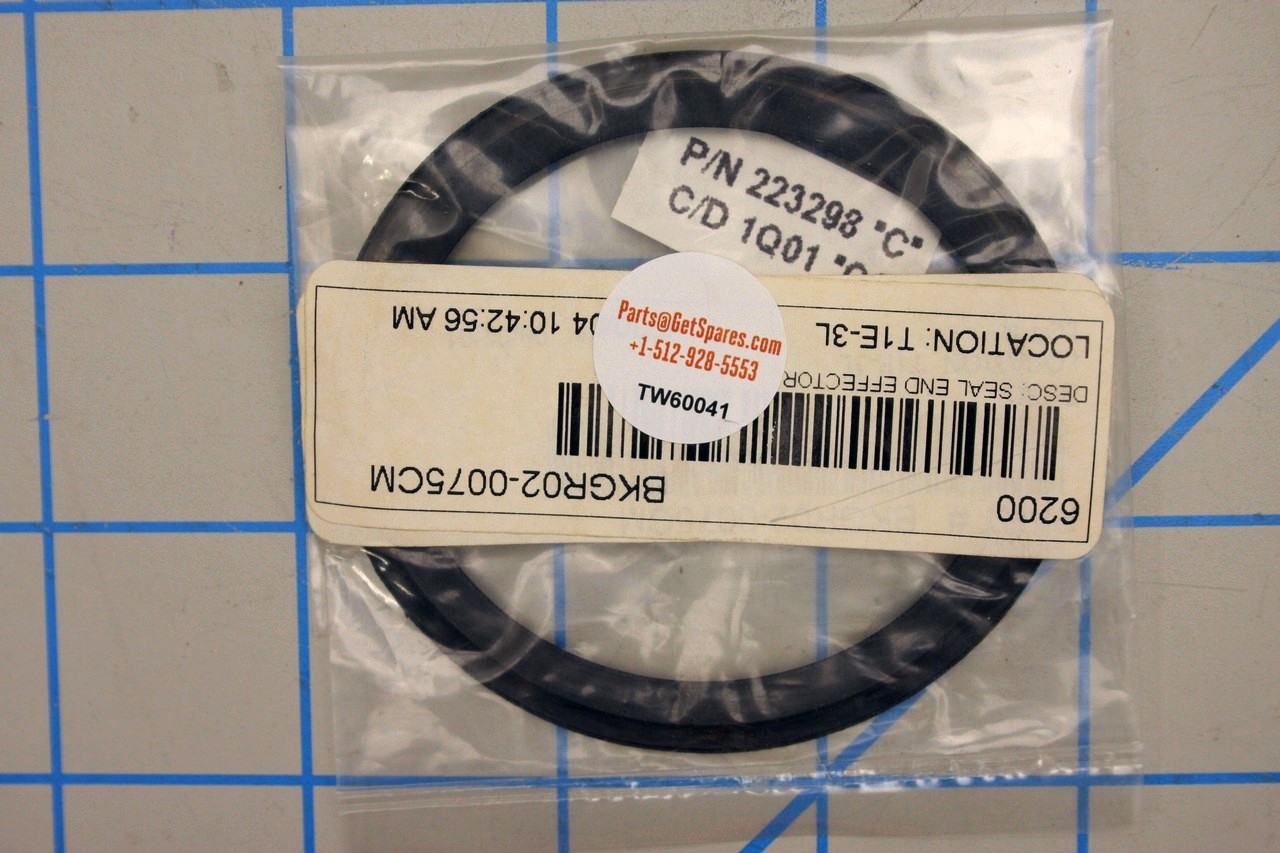 P/N 223298 "C"
C/D 1Q01
Parts@GetSpares.com
+1-512-928-5553
TW60041
6200 BKGR02-0075CM
DESC: SEAL END EFFECTOR
LOCATION: T1E-3L 04 10:42:56 AM